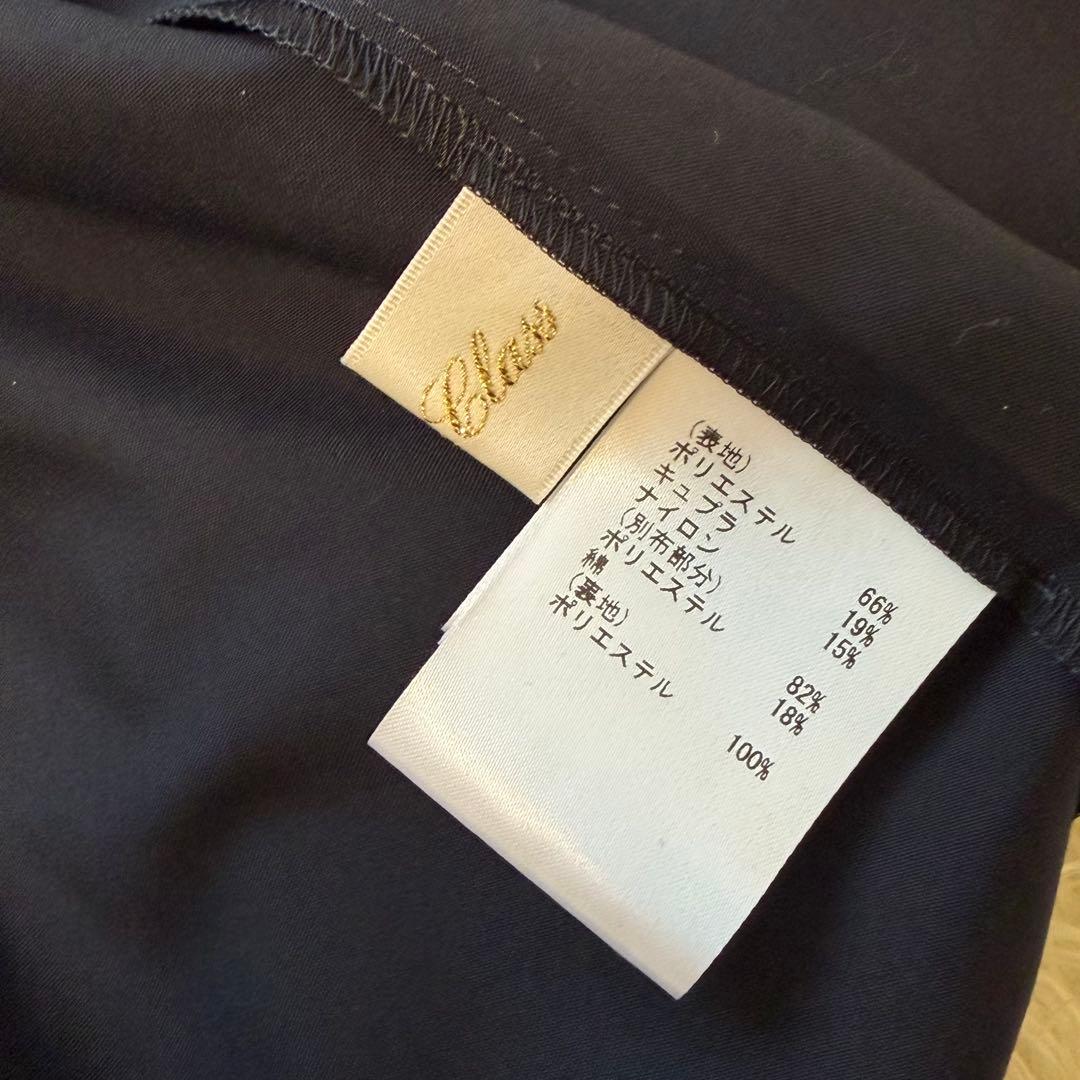 Class
(表地)
ポリエステル 66%
キュプラ 19%
ナイロン 15%
(別布部分)
ポリエステル 82%
綿 18%
(表地)
ポリエステル 100%